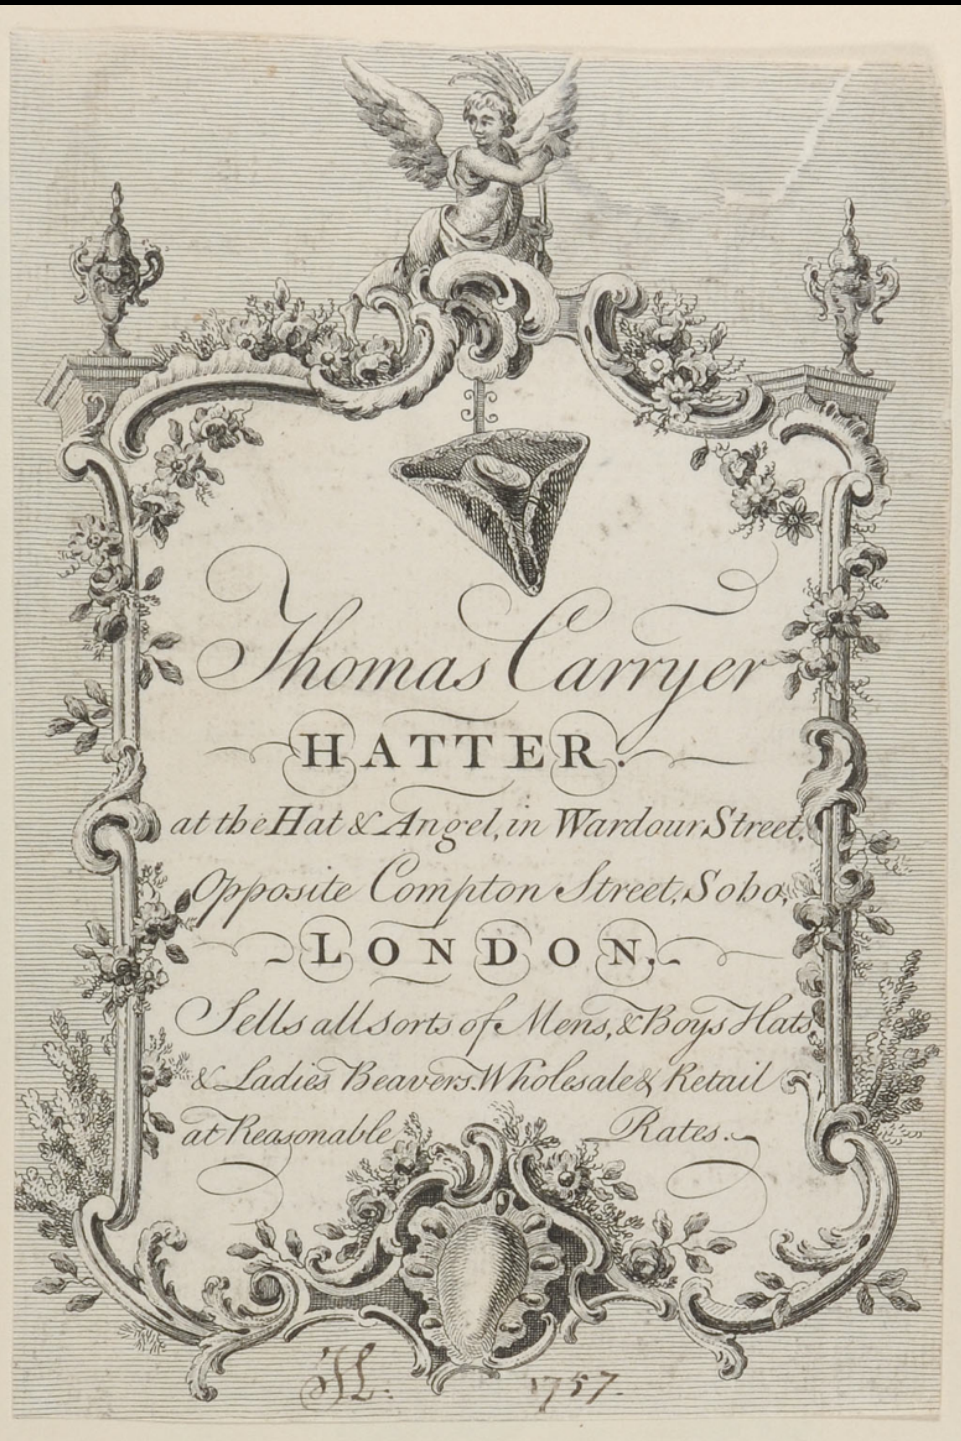 Thomas Carryer
HATTER.
at the Hat & Angel, in Wardour Street,
Opposite Compton Street, Soho,
LONDON.
Sells all sorts of Mens, & Boys Hats,
& Ladies Beavers. Wholesale & Retail
at Reasonable Rates.
1757.